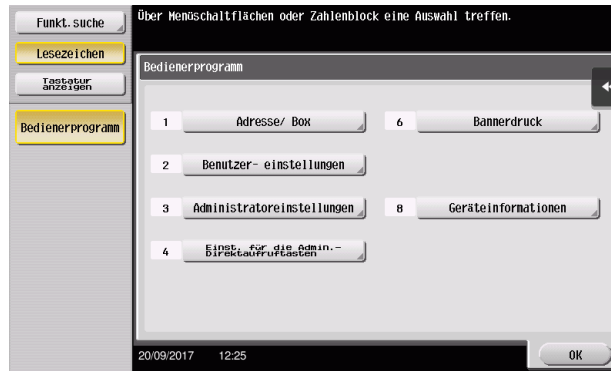 Funkt. suche
Über Menüschaltflächen oder Zahlenblock eine Auswahl treffen.
Lesezeichen
Tastatur
anzeigen
Bedienerprogramm
Bedienerprogramm
1 Adresse/ Box
6 Bannerdruck
2 Benutzer- einstellungen
3 Administratoreinstellungen
8 Geräteinformationen
4 Einst. für die Admin.-
Direktaufruftasten
20/09/2017 12:25
OK